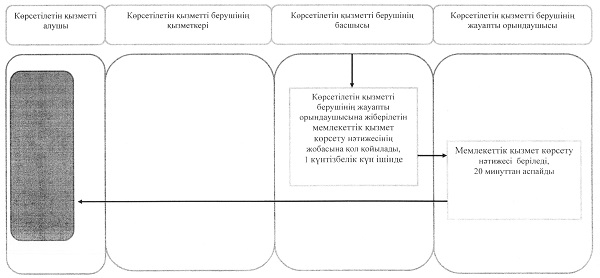 Көрсетілетін қызметті
алушы
Көрсетілетін қызметті берушінің
қызметкері
Көрсетілетін қызметті берушінің
басшысы
Көрсетілетін қызметті берушінің
жауапты орындаушысы
Көрсетілетін қызметті
берушінің жауапты
орындаушысына жіберілетін
мемлекеттік қызмет
көрсету нәтижесінің
жобасына қол қойылады,
1 күнтізбелік күн ішінде
Мемлекеттік қызмет көрсету
нәтижесі беріледі,
20 минуттан аспайды